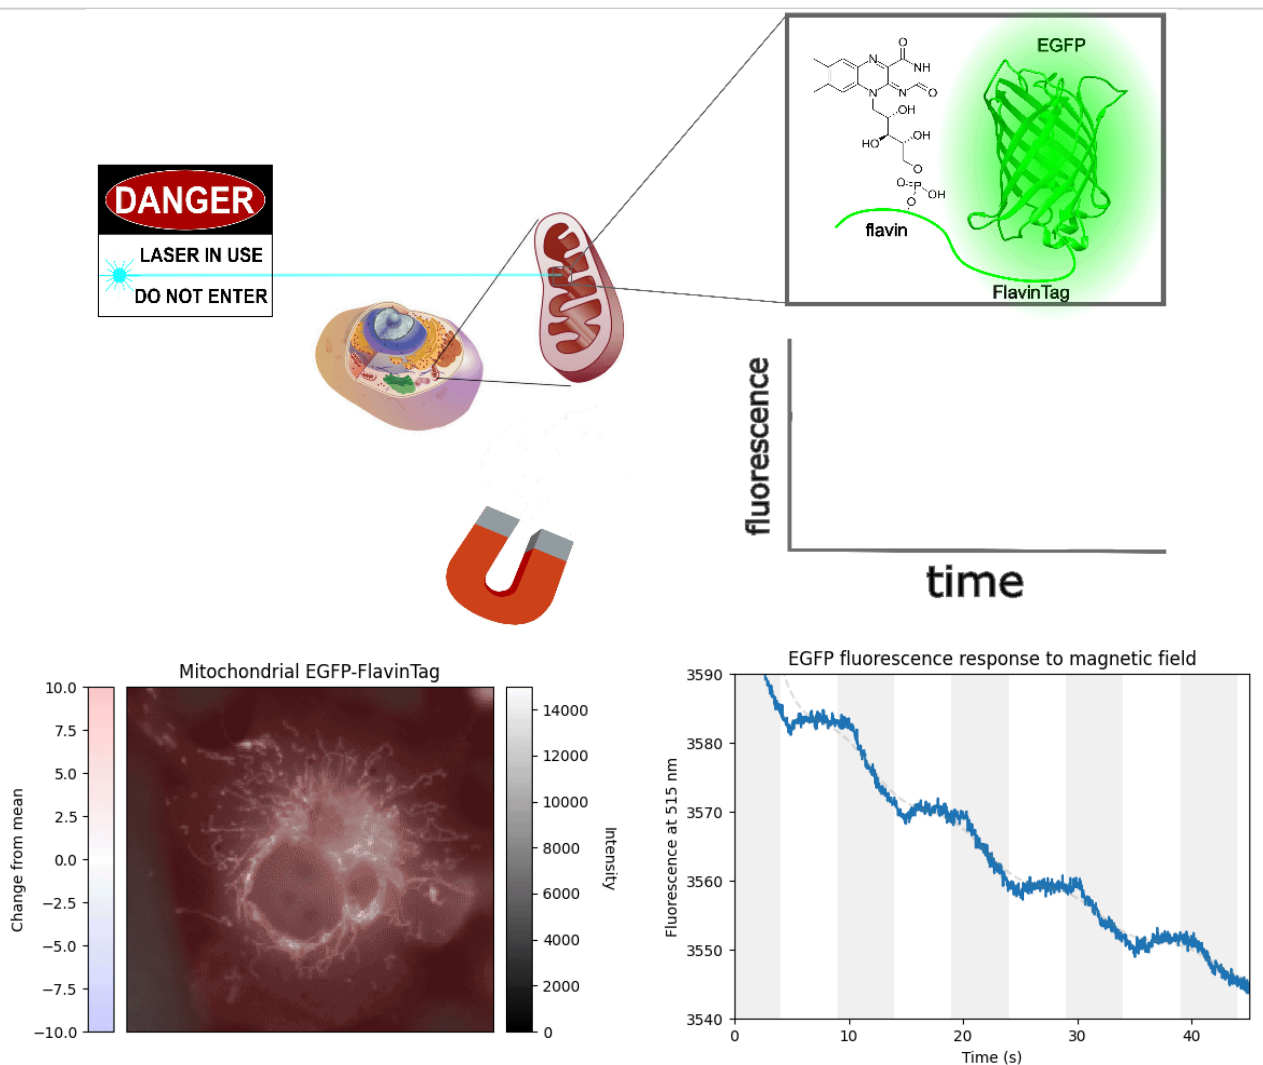 EGFP
N
O
NH
N
N
O
OH
HO
OH
O
O
P
OH
O
flavin
FlavinTag
DANGER
LASER IN USE
DO NOT ENTER
fluorescence
time
Mitochondrial EGFP-FlavinTag
10.0
7.5
5.0
2.5
0.0
−2.5
−5.0
−7.5
−10.0
Change from mean
14000
12000
10000
8000
6000
4000
2000
0
Intensity
EGFP fluorescence response to magnetic field
3590
3580
3570
3560
3550
3540
Fluorescence at 515 nm
0 10 20 30 40
Time (s)